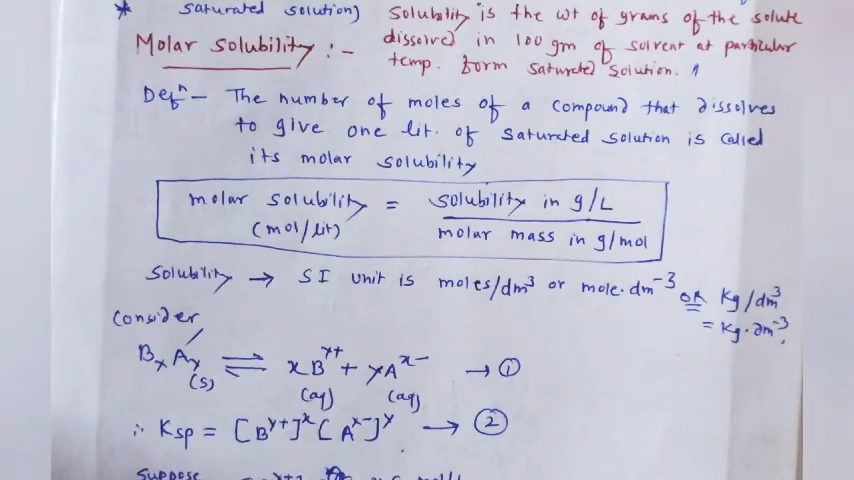 * saturated solution) Solubility is the wt of grams of the solute
Molar solubility :- dissolved in 100 gm of solvent at particular
temp. form saturated solution.
Defⁿ - The number of moles of a compound that dissolves
to give one lit. of saturated solution is called
its molar solubility
molar solubility (mol/lit) = solubility in g/L / molar mass in g/mol
Solubility → SI unit is moles/dm³ or mole·dm⁻³ OR Kg/dm³
= Kg·dm⁻³.
Consider
BₓAᵧ(s) ⇌ xBʸ⁺(aq) + yAˣ⁻(aq) → ①
∴ Ksp = [Bʸ⁺]ˣ [Aˣ⁻]ʸ → ②
Suppose